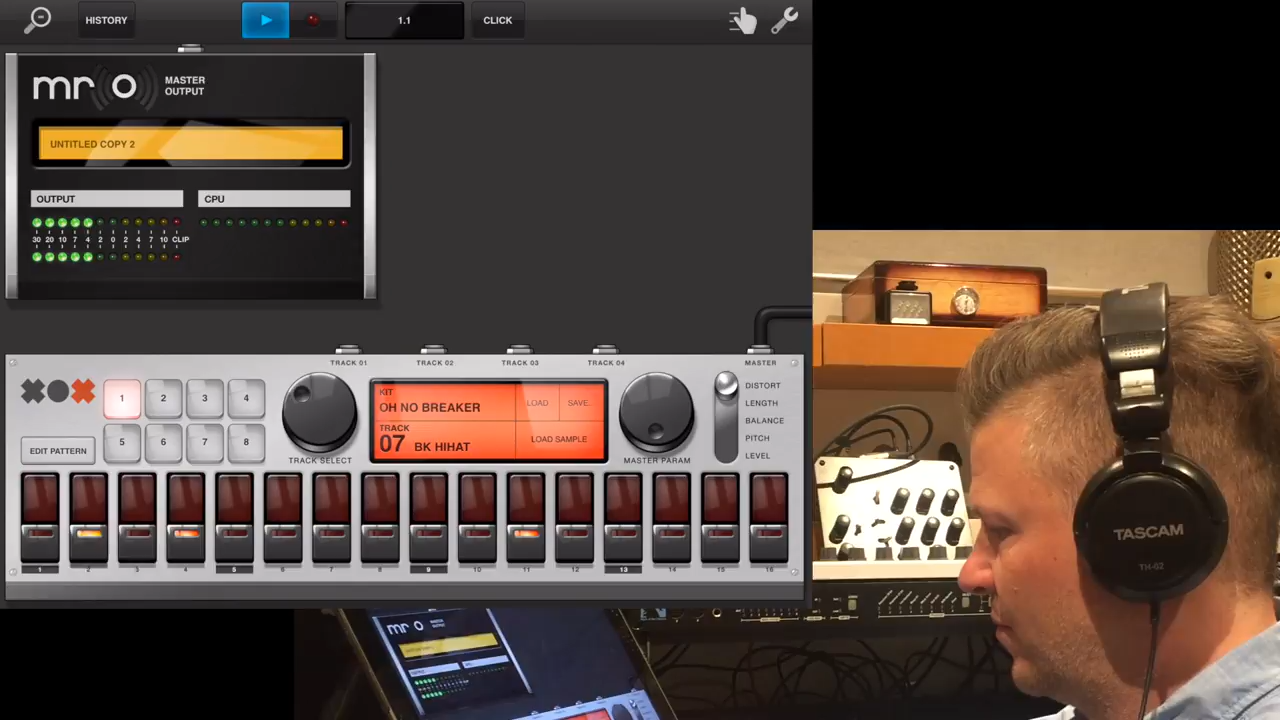 HISTORY
1.1
CLICK
mr O
MASTER
OUTPUT
UNTITLED COPY 2
OUTPUT
CPU
30 20 10 7 4 2 0 2 4 7 10 CLIP
TRACK 01
TRACK 02
TRACK 03
TRACK 04
MASTER
1
2
3
4
5
6
7
8
EDIT PATTERN
TRACK SELECT
KIT
OH NO BREAKER
LOAD
SAVE.
TRACK
07 BK HIHAT
LOAD SAMPLE
MASTER PARAM
DISTORT
LENGTH
BALANCE
PITCH
LEVEL
1 2 3 4 5 6 7 8 9 10 11 12 13 14 15 16
TASCAM
TH-02
mr O